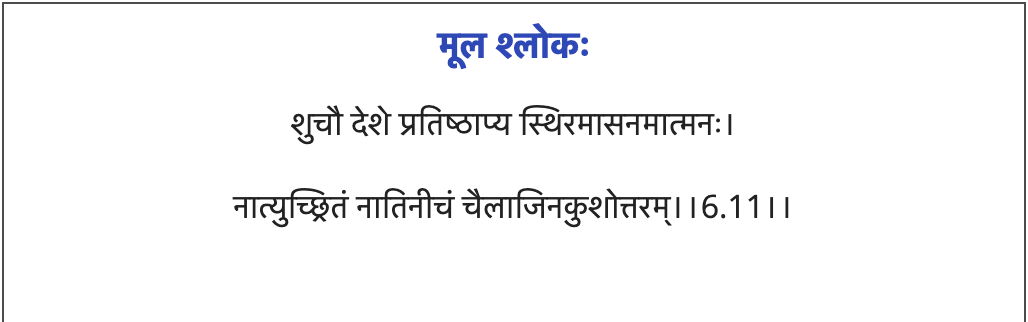 मूल श्लोकः
शुचौ देशे प्रतिष्ठाप्य स्थिरमासनमात्मनः।
नात्युच्छ्रितं नातिनीचं चैलाजिनकुशोत्तरम्।।6.11।।